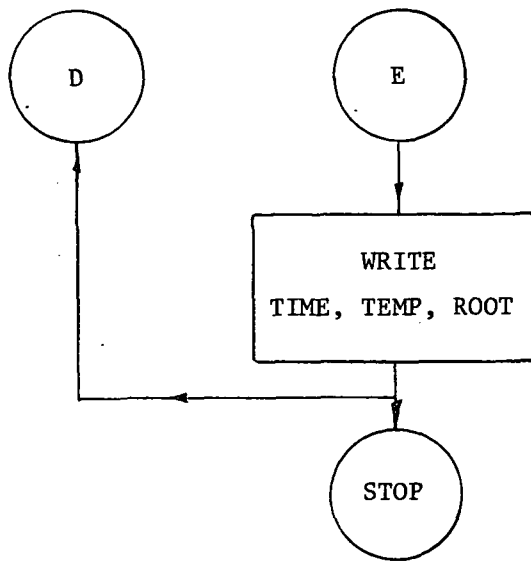 D
E
WRITE
TIME, TEMP, ROOT
STOP